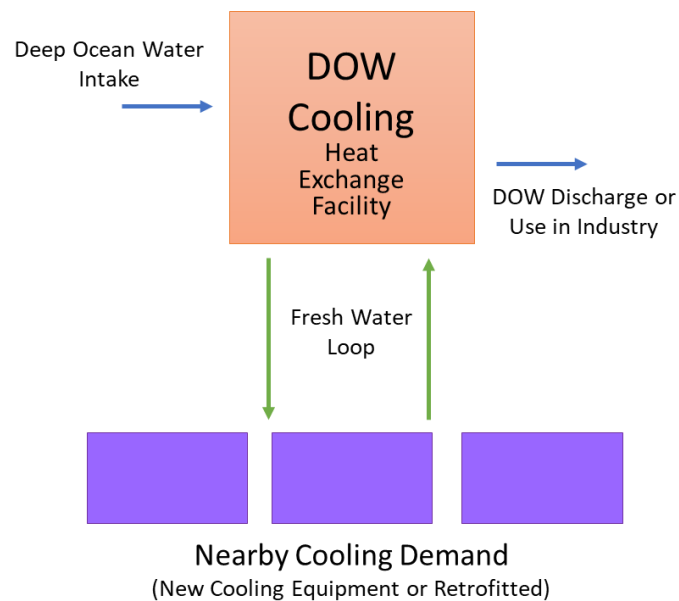 Deep Ocean Water
Intake
DOW
Cooling
Heat
Exchange
Facility
DOW Discharge or
Use in Industry
Fresh Water
Loop
Nearby Cooling Demand
(New Cooling Equipment or Retrofitted)